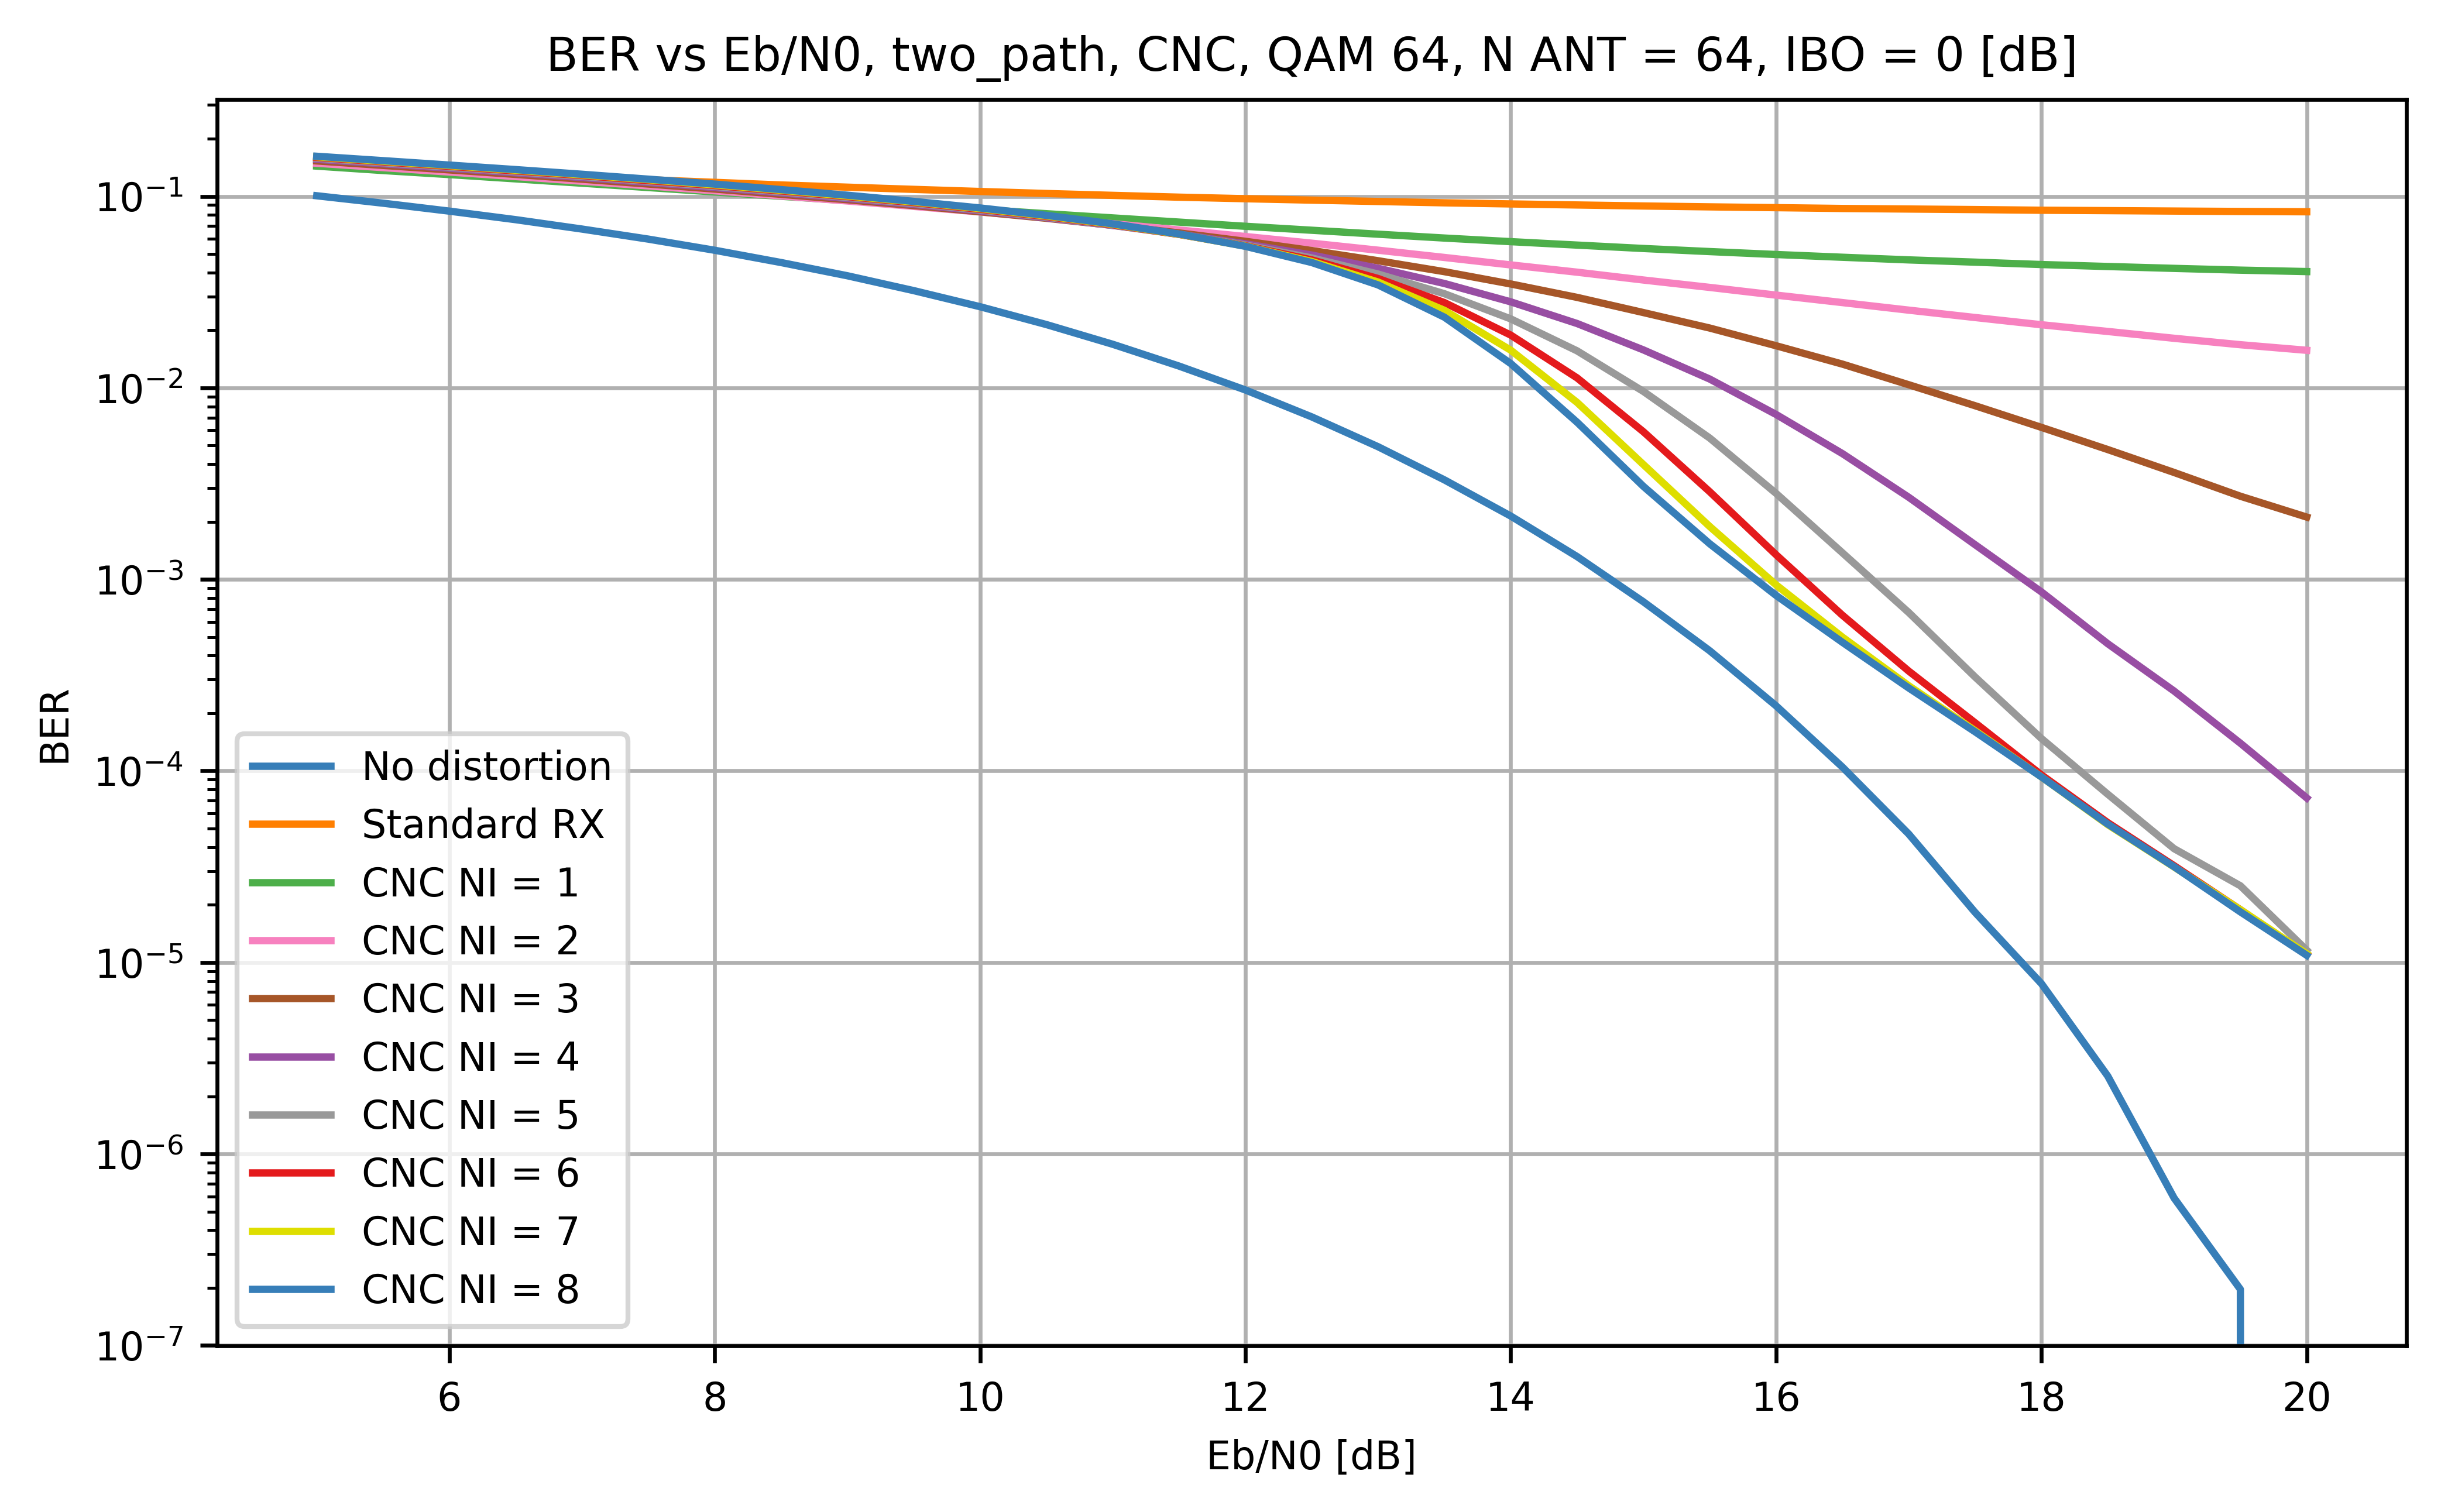 BER vs Eb/N0, two_path, CNC, QAM 64, N ANT = 64, IBO = 0 [dB]
10⁻¹
10⁻²
10⁻³
10⁻⁴
10⁻⁵
10⁻⁶
10⁻⁷
BER
No distortion
Standard RX
CNC NI = 1
CNC NI = 2
CNC NI = 3
CNC NI = 4
CNC NI = 5
CNC NI = 6
CNC NI = 7
CNC NI = 8
6 8 10 12 14 16 18 20
Eb/N0 [dB]